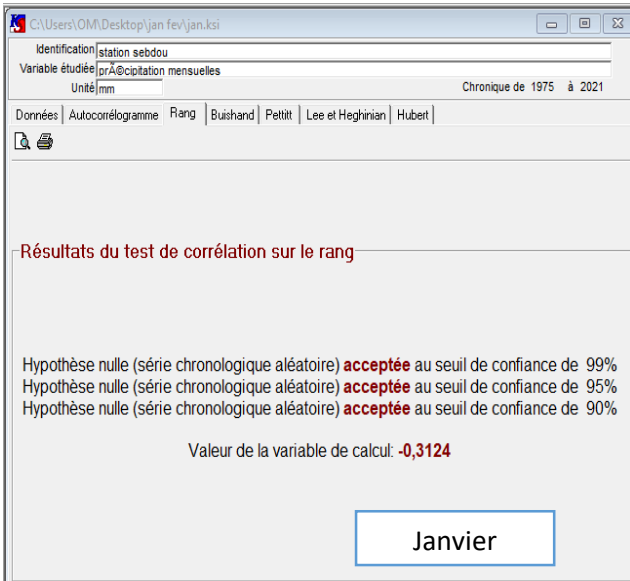 C:\Users\OM\Desktop\jan fev\jan.ksi
Identification station sebdou
Variable étudiée prÃ©cipitation mensuelles
Unité mm Chronique de 1975 à 2021
Données Autocorrélogramme Rang Buishand Pettitt Lee et Heghinian Hubert
Résultats du test de corrélation sur le rang
Hypothèse nulle (série chronologique aléatoire) acceptée au seuil de confiance de 99%
Hypothèse nulle (série chronologique aléatoire) acceptée au seuil de confiance de 95%
Hypothèse nulle (série chronologique aléatoire) acceptée au seuil de confiance de 90%
Valeur de la variable de calcul: -0,3124
Janvier